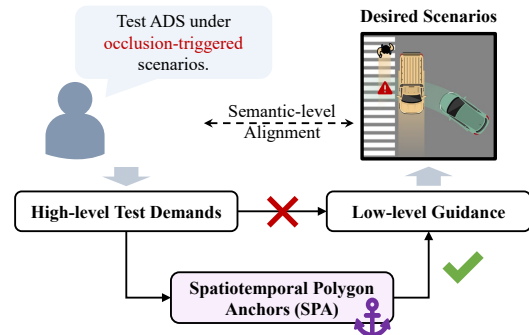 Test ADS under
occlusion-triggered
scenarios.
Desired Scenarios
Semantic-level
Alignment
High-level Test Demands
Low-level Guidance
Spatiotemporal Polygon
Anchors (SPA)